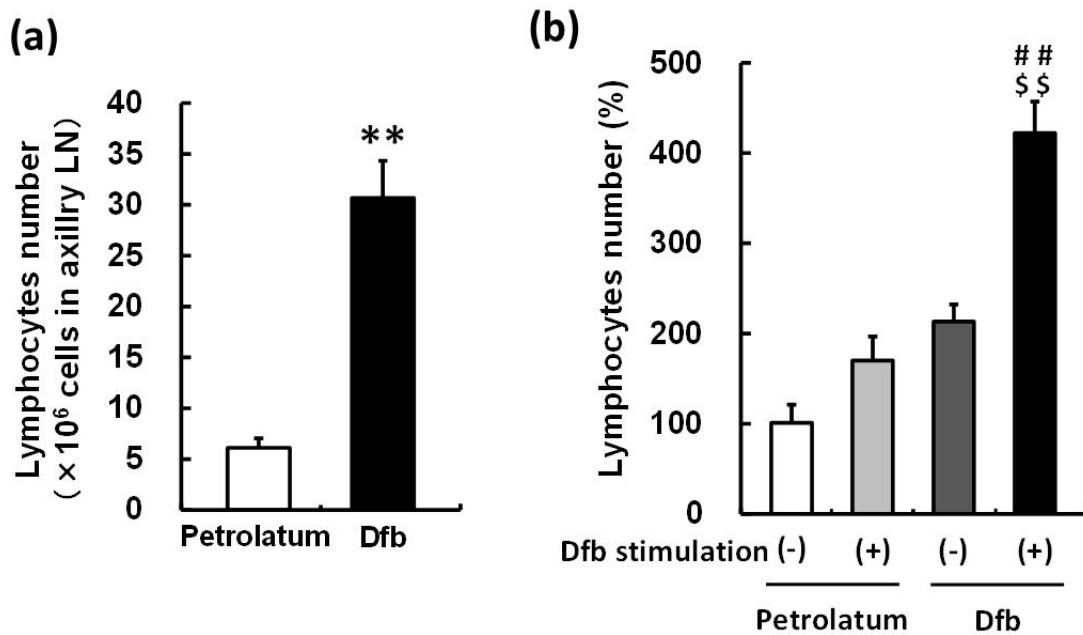 (a)
Lymphocytes number
(×10⁶ cells in axillry LN)
40
35
30
25
20
15
10
5
0
**
Petrolatum Dfb
(b)
Lymphocytes number (%)
500
400
300
200
100
0
# #
$ $
Dfb stimulation (-) (+) (-) (+)
Petrolatum Dfb